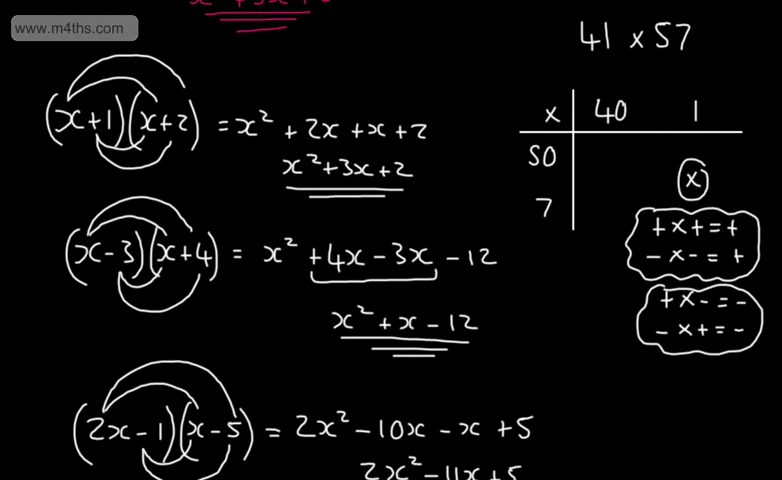 www.m4ths.com
41 x 57
(x+1)(x+2) = x² + 2x + x + 2
x² + 3x + 2
x 40 1
50
7
x
+ x + = +
- x - = +
+ x - = -
- x + = -
(x - 3)(x + 4) = x² + 4x - 3x - 12
x² + x - 12
(2x - 1)(x - 5) = 2x² - 10x - x + 5
2x² - 11x + 5